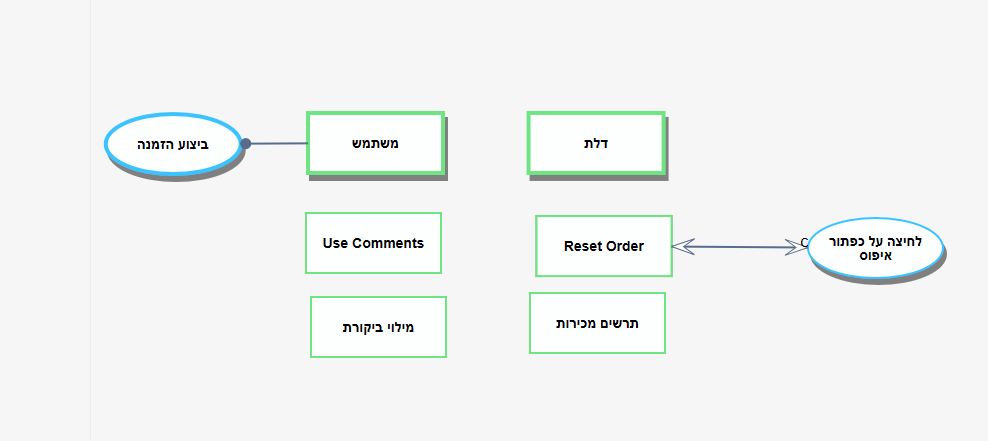 ביצוע הזמנה
משתמש
דלת
Use Comments
Reset Order
c
לחיצה על כפתור
איפוס
מילוי ביקורת
תרשים מכירות